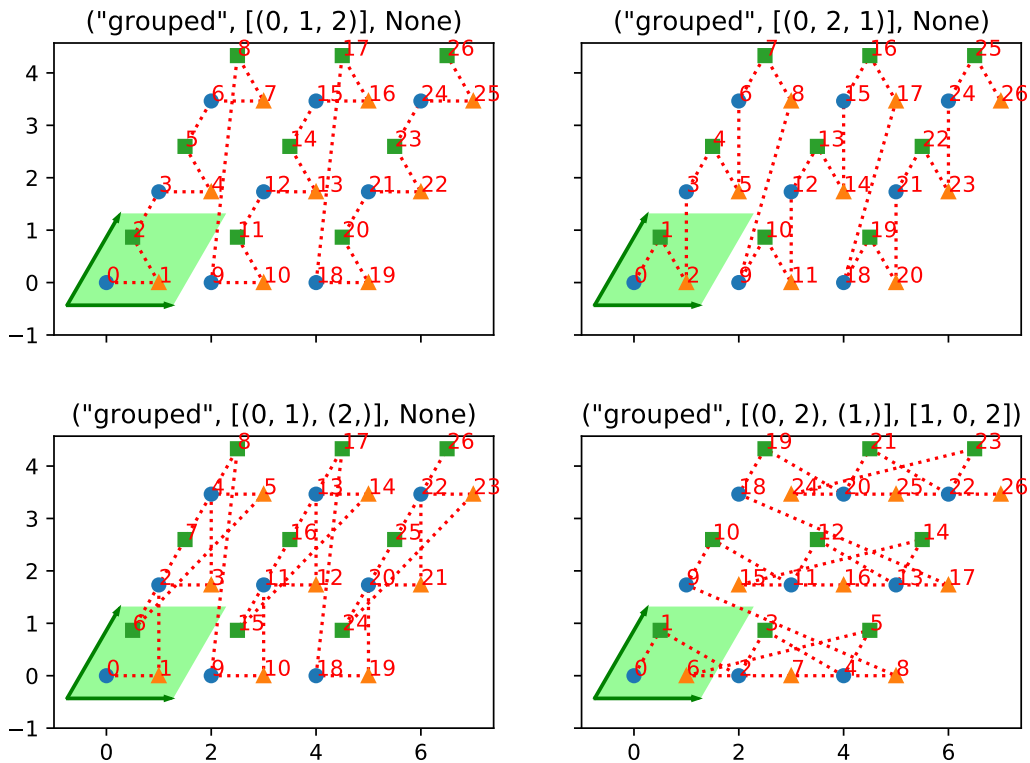 ("grouped", [(0, 1, 2)], None)
("grouped", [(0, 2, 1)], None)
8 17 26
7 16 25
4
6 7 15 16 24 25
6 8 15 17 24 26
3
5 14 23
4 13 22
2
3 4 12 13 21 22
3 5 12 14 21 23
1
2 11 20
1 10 19
0
0 1 9 10 18 19
0 2 9 11 18 20
−1
("grouped", [(0, 1), (2,)], None)
("grouped", [(0, 2), (1,)], [1, 0, 2])
8 17 26
19 21 23
4
4 5 13 14 22 23
18 24 20 25 22 26
3
7 16 25
10 12 14
2
2 3 11 12 20 21
9 15 11 16 13 17
1
6 15 24
1 3 5
0
0 1 9 10 18 19
0 6 2 7 4 8
−1
0 2 4 6
0 2 4 6